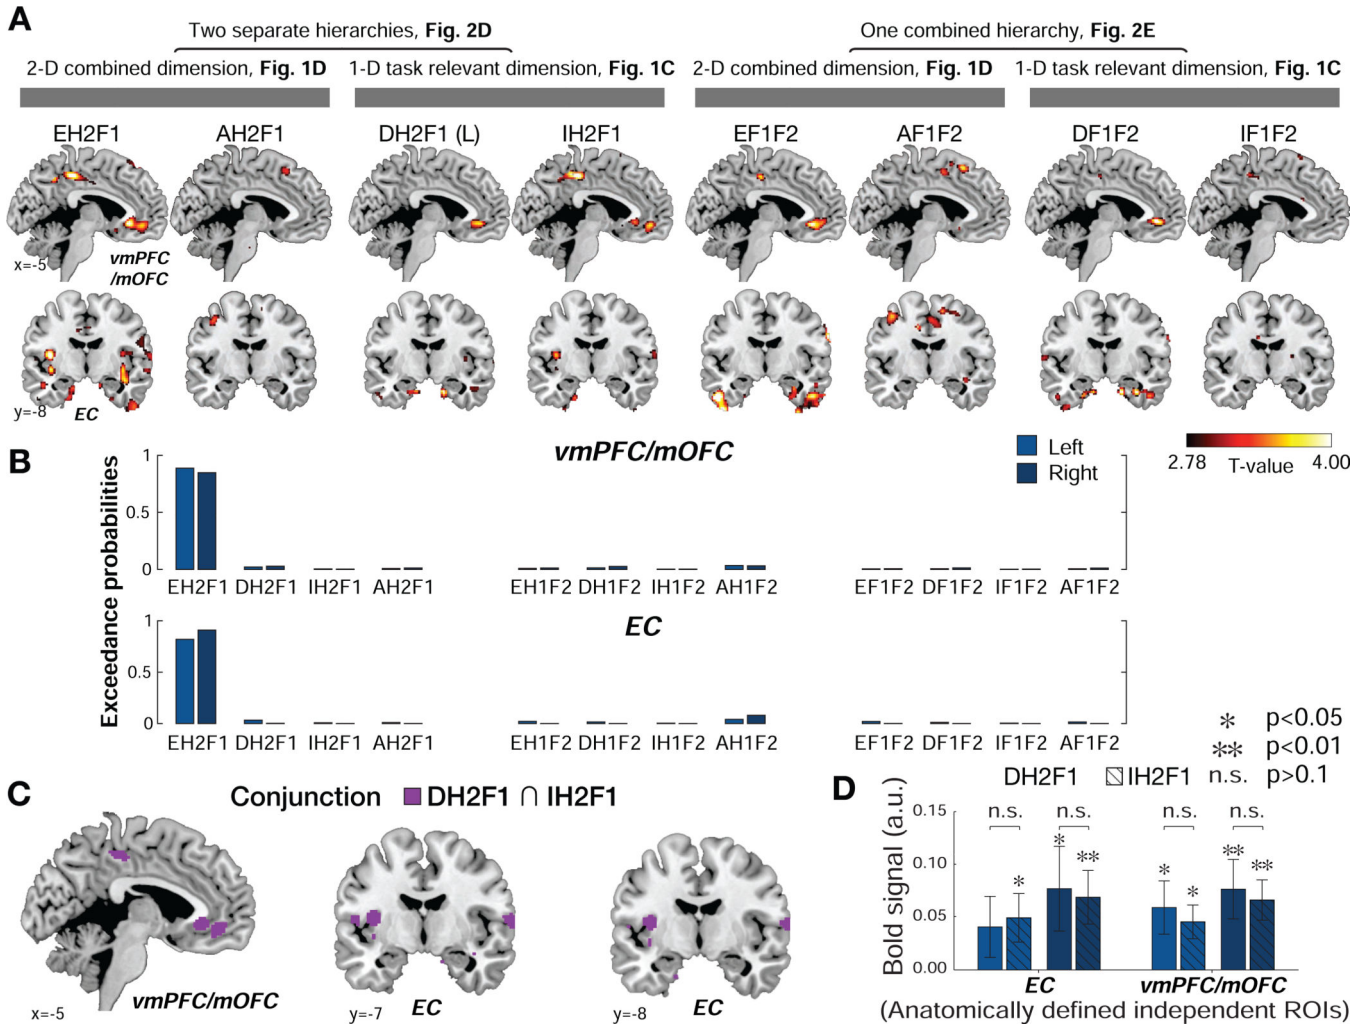 A
Two separate hierarchies, Fig. 2D
One combined hierarchy, Fig. 2E
2-D combined dimension, Fig. 1D
1-D task relevant dimension, Fig. 1C
2-D combined dimension, Fig. 1D
1-D task relevant dimension, Fig. 1C
EH2F1 AH2F1 DH2F1 (L) IH2F1 EF1F2 AF1F2 DF1F2 IF1F2
x=-5
vmPFC
/mOFC
y=-8
EC
2.78 T-value 4.00
B
vmPFC/mOFC
Left
Right
Exceedance probabilities
1
0.5
0
EH2F1 DH2F1 IH2F1 AH2F1 EH1F2 DH1F2 IH1F2 AH1F2 EF1F2 DF1F2 IF1F2 AF1F2
EC
1
0.5
0
EH2F1 DH2F1 IH2F1 AH2F1 EH1F2 DH1F2 IH1F2 AH1F2 EF1F2 DF1F2 IF1F2 AF1F2
* p<0.05
** p<0.01
n.s. p>0.1
C
Conjunction DH2F1 ∩ IH2F1
x=-5
vmPFC/mOFC
y=-7
EC
y=-8
EC
D
DH2F1 IH2F1
Bold signal (a.u.)
0.15
0.10
0.05
0.00
n.s. n.s. n.s. n.s.
* * ** * * ** **
EC vmPFC/mOFC
(Anatomically defined independent ROIs)